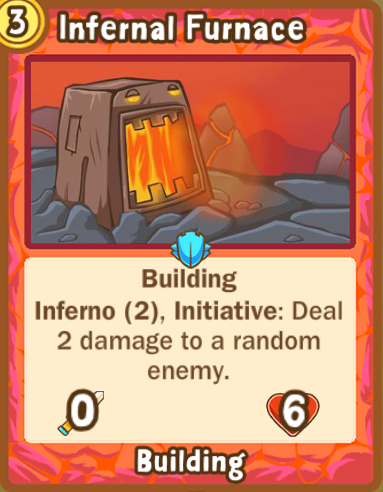 3
Infernal Furnace
Building
Inferno (2), Initiative: Deal
2 damage to a random
enemy.
0
6
Building